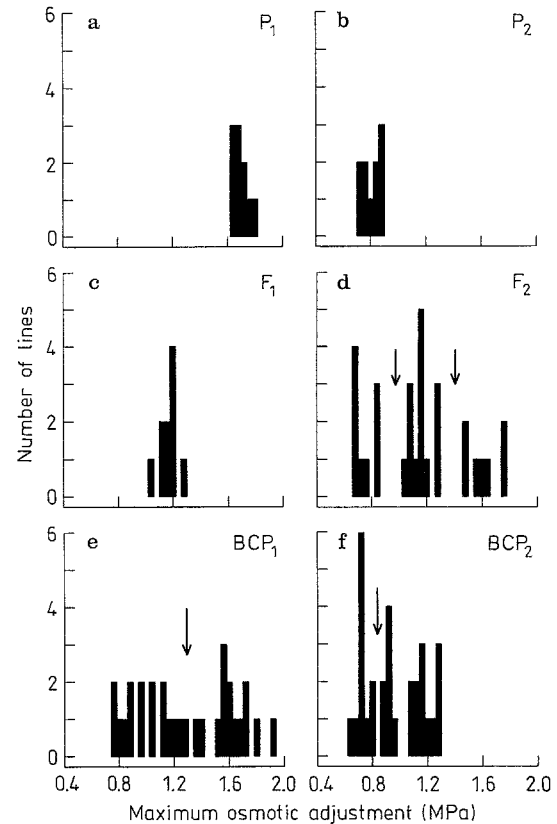 6
a
P₁
b
P₂
4
2
0
6
c
F₁
d
F₂
4
2
0
Number of lines
6
e
BCP₁
f
BCP₂
4
2
0
0.4 0.8 1.2 1.6 2.0 0.4 0.8 1.2 1.6 2.0
Maximum osmotic adjustment (MPa)